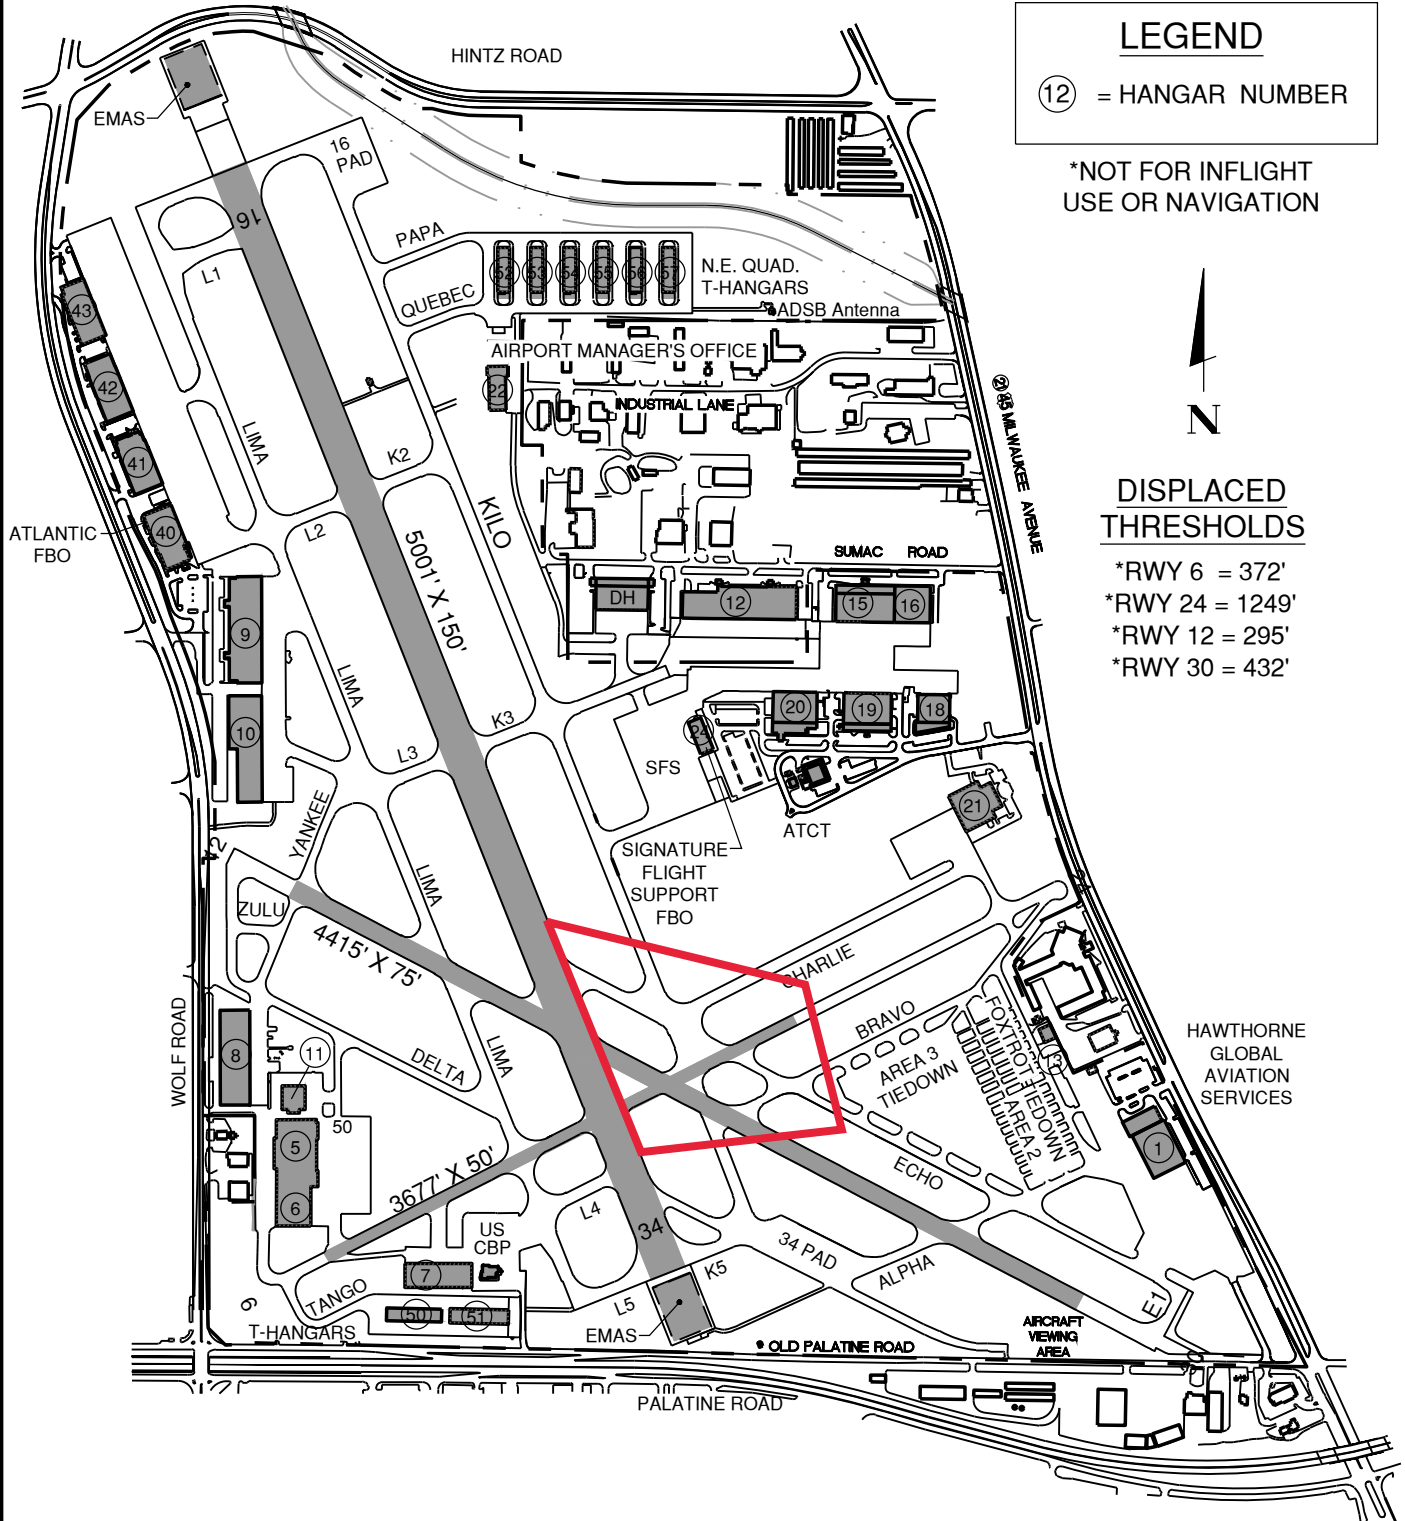 LEGEND
12 = HANGAR NUMBER
*NOT FOR INFLIGHT
USE OR NAVIGATION
N
DISPLACED
THRESHOLDS
*RWY 6 = 372'
*RWY 24 = 1249'
*RWY 12 = 295'
*RWY 30 = 432'
HINTZ ROAD
EMAS
16
PAD
16
L1
PAPA
QUEBEC
52
53
54
55
56
57
N.E. QUAD.
T-HANGARS
ADSB Antenna
AIRPORT MANAGER'S OFFICE
22
INDUSTRIAL LANE
21 45 MILWAUKEE AVENUE
43
42
41
40
ATLANTIC
FBO
LIMA
K2
L2
KILO
5001' X 150'
SUMAC ROAD
DH
12
15
16
9
10
LIMA
L3
K3
20
19
18
24
SFS
ATCT
21
SIGNATURE
FLIGHT
SUPPORT
FBO
YANKEE
12
LIMA
24
ZULU
4415' X 75'
CHARLIE
BRAVO
WOLF ROAD
DELTA
LIMA
AREA 3
TIEDOWN
FOXTROT TIEDOWN
AREA 2
3
HAWTHORNE
GLOBAL
AVIATION
SERVICES
1
8
11
50
5
6
3677' X 50'
ECHO
L4
34
US
CBP
7
34 PAD
ALPHA
K5
E1
TANGO
6
50
51
T-HANGARS
L5
EMAS
OLD PALATINE ROAD
AIRCRAFT
VIEWING
AREA
PALATINE ROAD